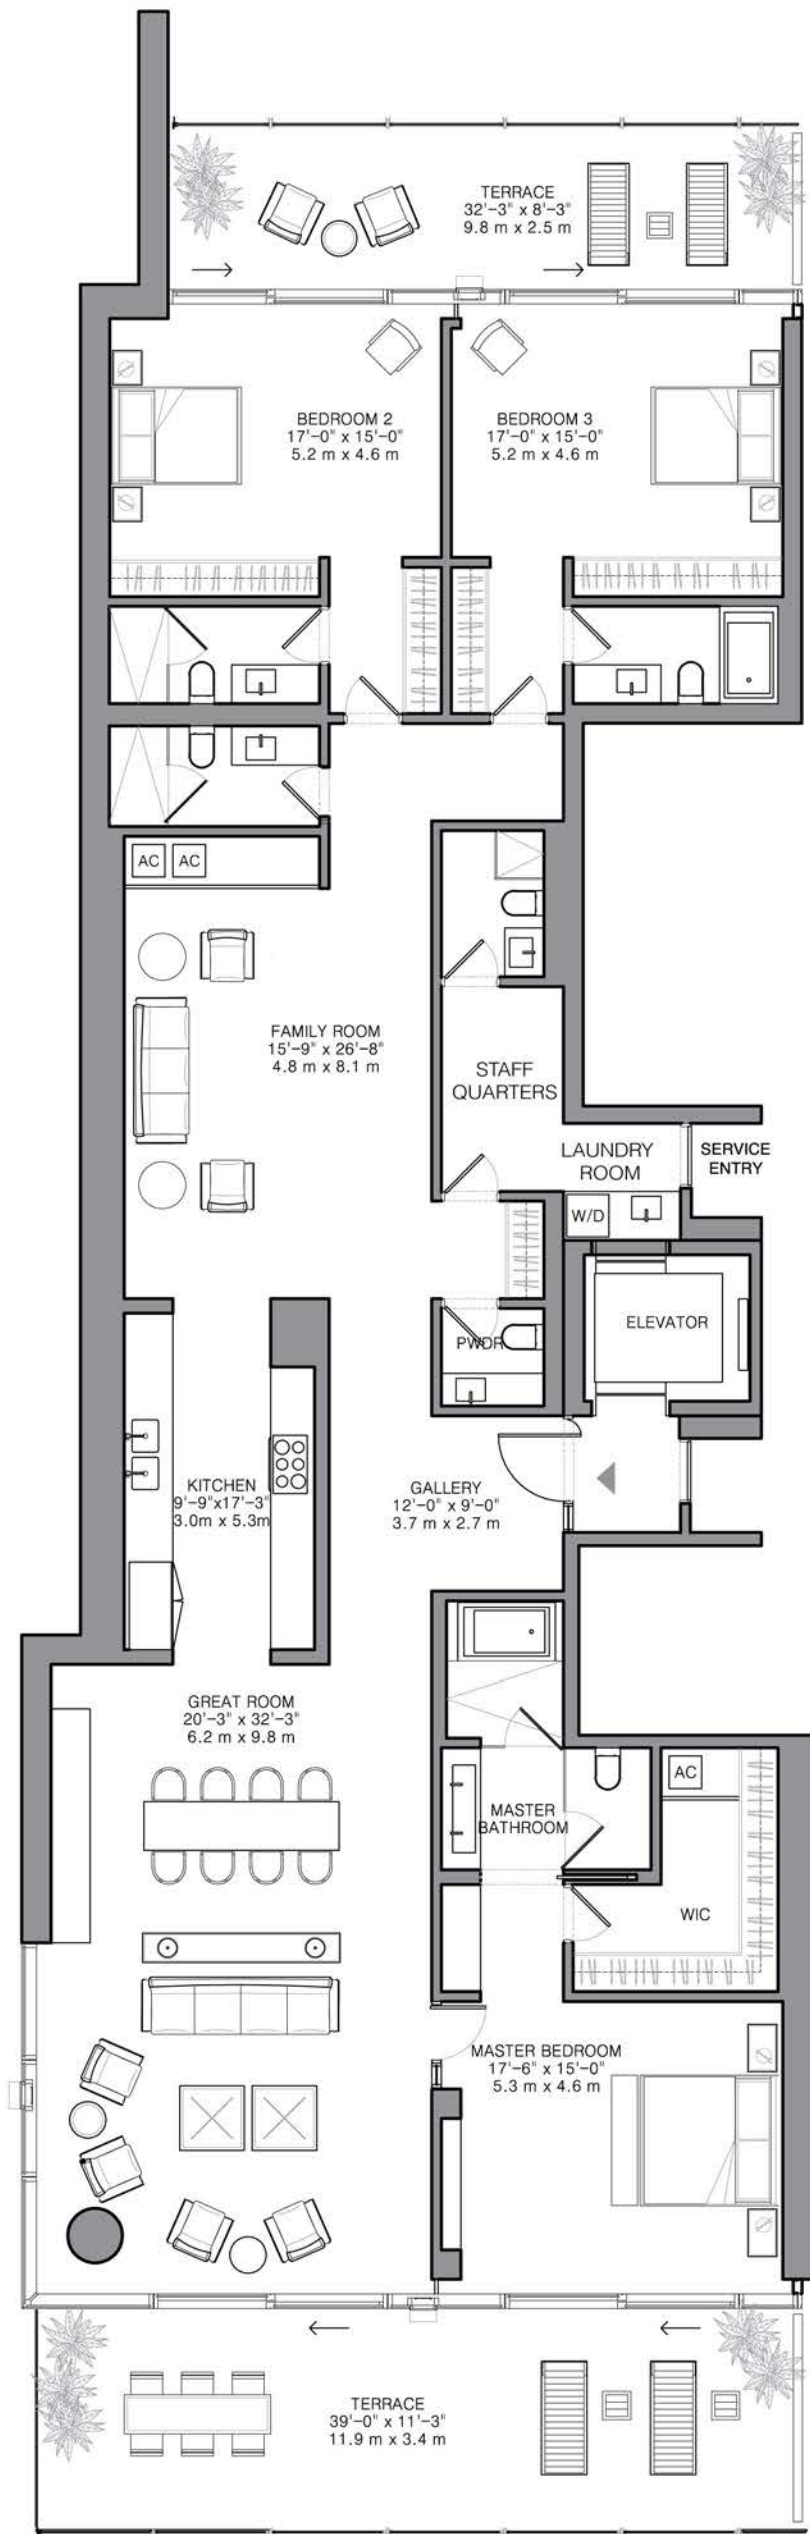 TERRACE
32'-3" x 8'-3"
9.8 m x 2.5 m
BEDROOM 2
17'-0" x 15'-0"
5.2 m x 4.6 m
BEDROOM 3
17'-0" x 15'-0"
5.2 m x 4.6 m
AC
AC
FAMILY ROOM
15'-9" x 26'-8"
4.8 m x 8.1 m
STAFF
QUARTERS
LAUNDRY
ROOM
SERVICE
ENTRY
W/D
ELEVATOR
PWDR
KITCHEN
9'-9"x17'-3"
3.0m x 5.3m
GALLERY
12'-0" x 9'-0"
3.7 m x 2.7 m
GREAT ROOM
20'-3" x 32'-3"
6.2 m x 9.8 m
AC
MASTER
BATHROOM
WIC
MASTER BEDROOM
17'-6" x 15'-0"
5.3 m x 4.6 m
TERRACE
39'-0" x 11'-3"
11.9 m x 3.4 m